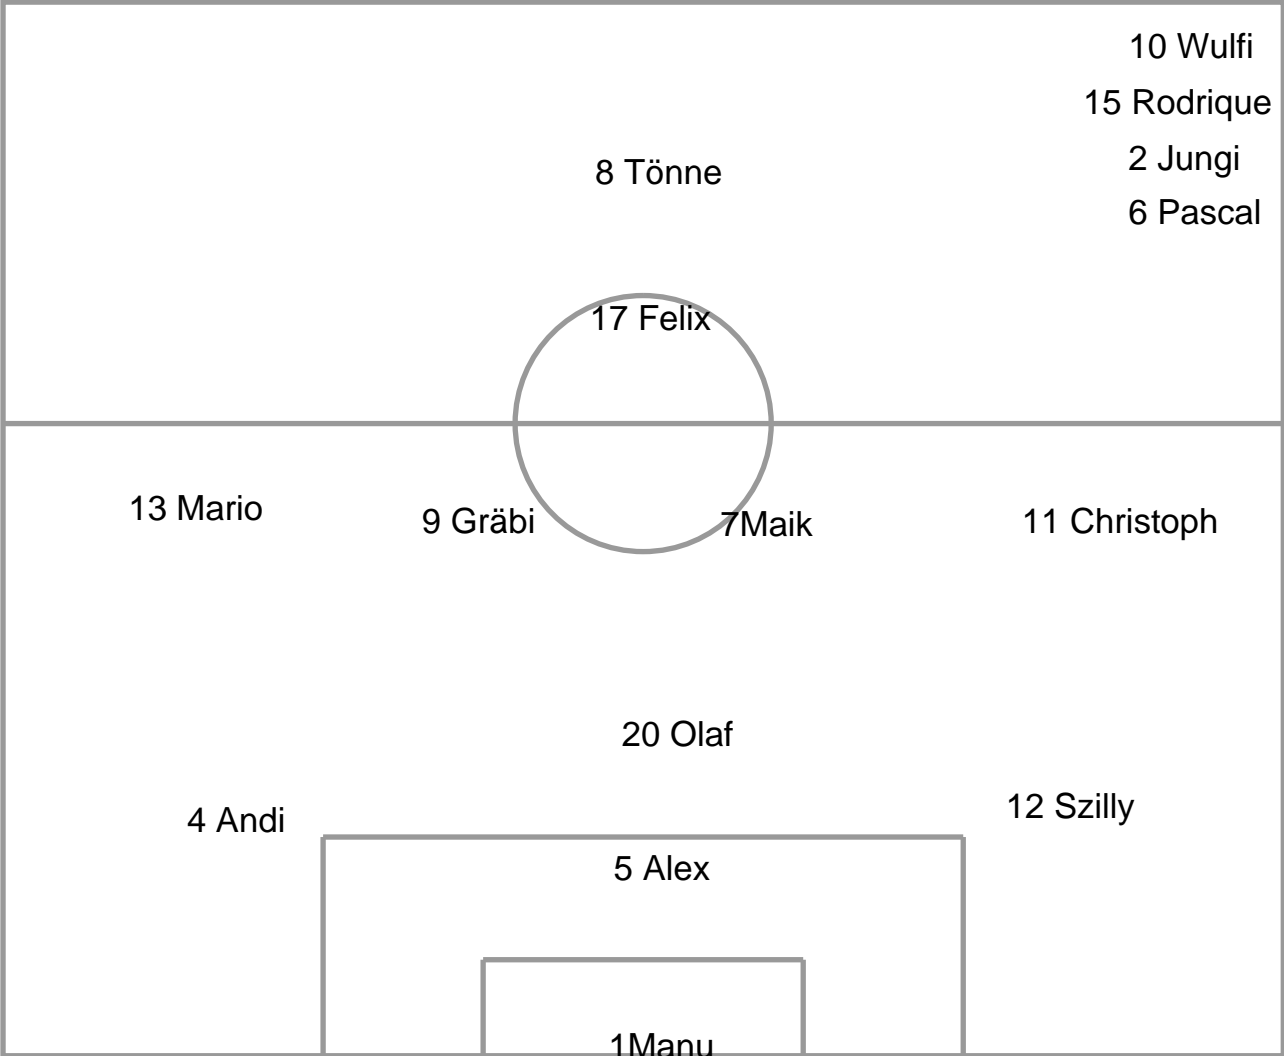 10 Wulfi
15 Rodrique
8 Tönne
2 Jungi
6 Pascal
17 Felix
13 Mario
9 Gräbi
7Maik
11 Christoph
20 Olaf
4 Andi
12 Szilly
5 Alex
1Manu